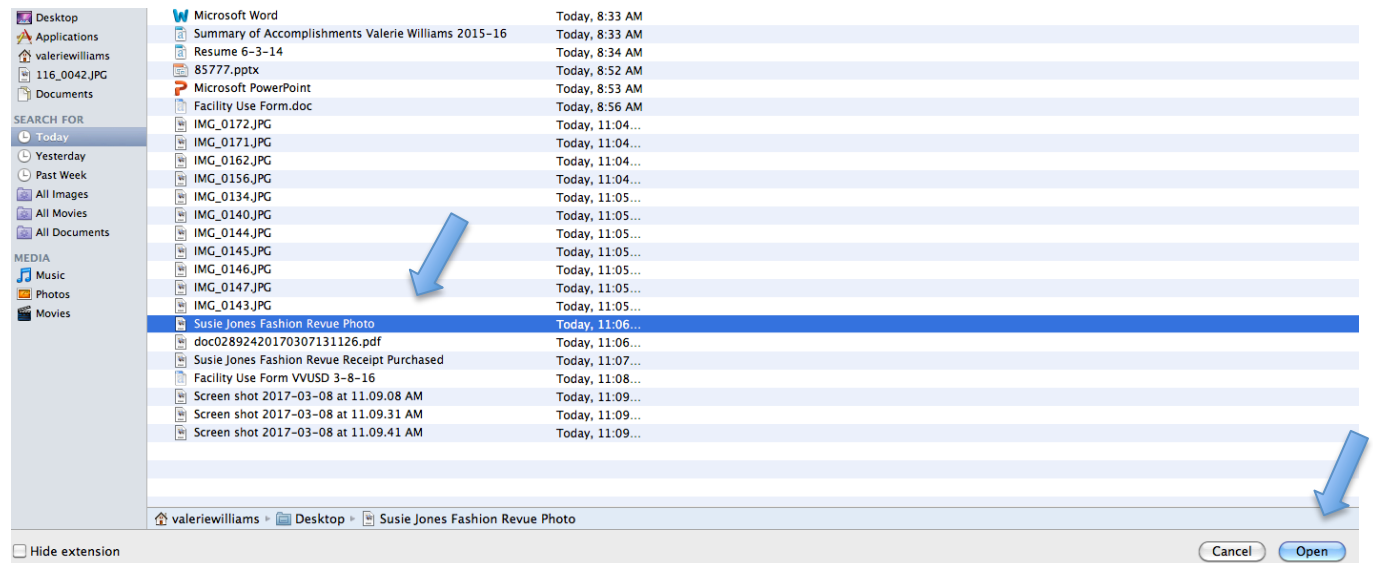 Desktop
Applications
valeriewilliams
116_0042.JPG
Documents
SEARCH FOR
Today
Yesterday
Past Week
All Images
All Movies
All Documents
MEDIA
Music
Photos
Movies
Microsoft Word Today, 8:33 AM
Summary of Accomplishments Valerie Williams 2015-16 Today, 8:33 AM
Resume 6-3-14 Today, 8:34 AM
85777.pptx Today, 8:52 AM
Microsoft PowerPoint Today, 8:53 AM
Facility Use Form.doc Today, 8:56 AM
IMG_0172.JPG Today, 11:04...
IMG_0171.JPG Today, 11:04...
IMG_0162.JPG Today, 11:04...
IMG_0156.JPG Today, 11:04...
IMG_0134.JPG Today, 11:05...
IMG_0140.JPG Today, 11:05...
IMG_0144.JPG Today, 11:05...
IMG_0145.JPG Today, 11:05...
IMG_0146.JPG Today, 11:05...
IMG_0147.JPG Today, 11:05...
IMG_0143.JPG Today, 11:05...
Susie Jones Fashion Revue Photo Today, 11:06...
doc02892420170307131126.pdf Today, 11:06...
Susie Jones Fashion Revue Receipt Purchased Today, 11:07...
Facility Use Form VVUSD 3-8-16 Today, 11:08...
Screen shot 2017-03-08 at 11.09.08 AM Today, 11:09...
Screen shot 2017-03-08 at 11.09.31 AM Today, 11:09...
Screen shot 2017-03-08 at 11.09.41 AM Today, 11:09...
valeriewilliams ▸ Desktop ▸ Susie Jones Fashion Revue Photo
Hide extension
Cancel Open